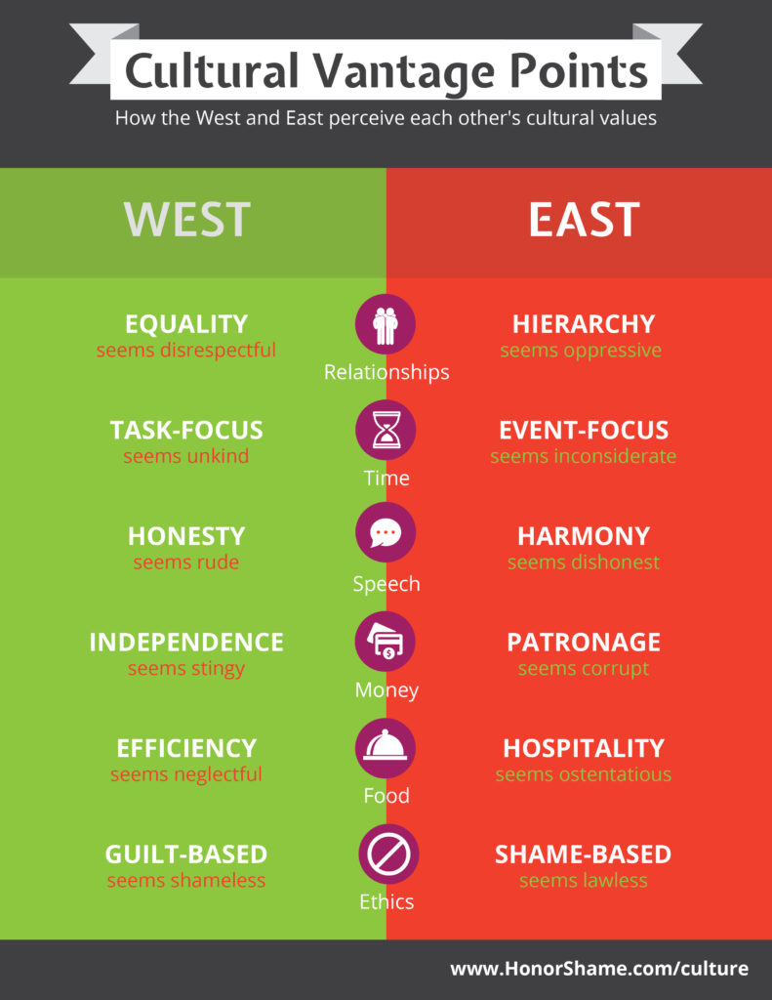 Cultural Vantage Points
How the West and East perceive each other's cultural values
WEST
EAST
EQUALITY
seems disrespectful
Relationships
HIERARCHY
seems oppressive
TASK-FOCUS
seems unkind
Time
EVENT-FOCUS
seems inconsiderate
HONESTY
seems rude
Speech
HARMONY
seems dishonest
INDEPENDENCE
seems stingy
Money
PATRONAGE
seems corrupt
EFFICIENCY
seems neglectful
Food
HOSPITALITY
seems ostentatious
GUILT-BASED
seems shameless
Ethics
SHAME-BASED
seems lawless
www.HonorShame.com/culture